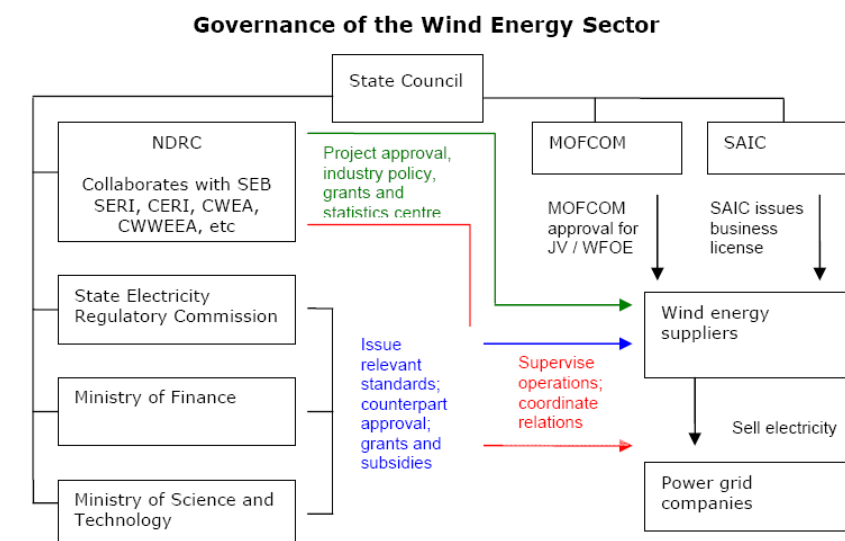 Governance of the Wind Energy Sector
State Council
NDRC
Collaborates with SEB
SERI, CERI, CWEA,
CWWEEA, etc
Project approval,
industry policy,
grants and
statistics centre
MOFCOM
SAIC
MOFCOM
approval for
JV / WFOE
SAIC issues
business
license
State Electricity
Regulatory Commission
Ministry of Finance
Ministry of Science and
Technology
Issue
relevant
standards;
counterpart
approval;
grants and
subsidies
Supervise
operations;
coordinate
relations
Wind energy
suppliers
Sell electricity
Power grid
companies